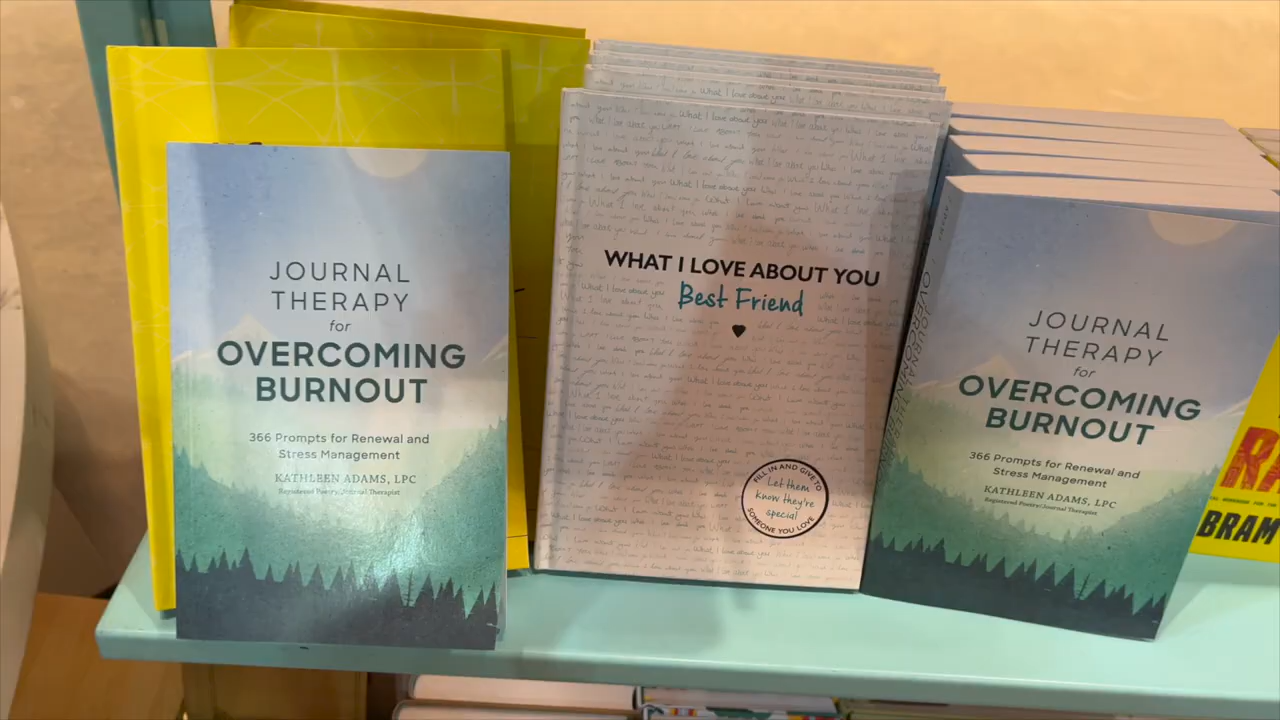 JOURNAL
THERAPY
for
OVERCOMING
BURNOUT
366 Prompts for Renewal and
Stress Management
KATHLEEN ADAMS, LPC
Registered Poetry/Journal Therapist
WHAT I LOVE ABOUT YOU
Best Friend
FILL IN AND GIVE TO
Let them
know they're
special
SOMEONE YOU LOVE
JOURNAL
THERAPY
for
OVERCOMING
BURNOUT
366 Prompts for Renewal and
Stress Management
KATHLEEN ADAMS, LPC
Registered Poetry/Journal Therapist
BRAM